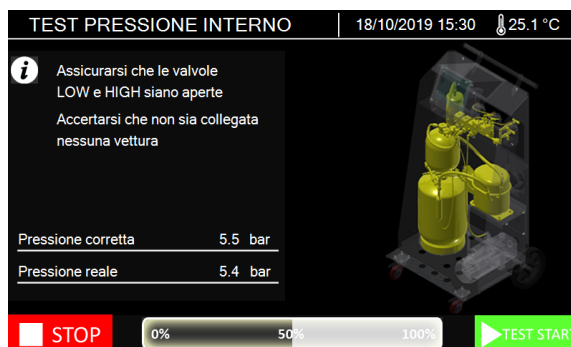 TEST PRESSIONE INTERNO
18/10/2019 15:30
25.1 °C
i
Assicurarsi che le valvole
LOW e HIGH siano aperte
Accertarsi che non sia collegata
nessuna vettura
Pressione corretta 5.5 bar
Pressione reale 5.4 bar
STOP
0% 50% 100%
TEST STAR